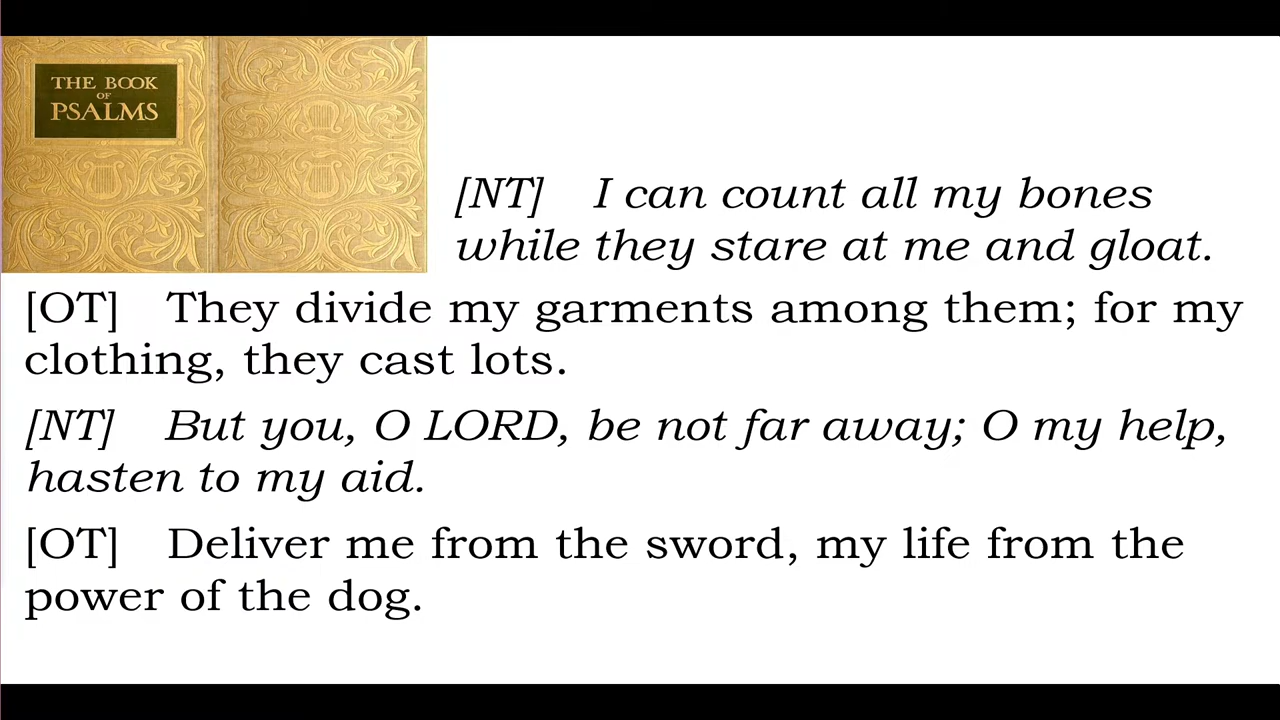 THE BOOK
OF
PSALMS
[NT] I can count all my bones
while they stare at me and gloat.
[OT] They divide my garments among them; for my
clothing, they cast lots.
[NT] But you, O LORD, be not far away; O my help,
hasten to my aid.
[OT] Deliver me from the sword, my life from the
power of the dog.